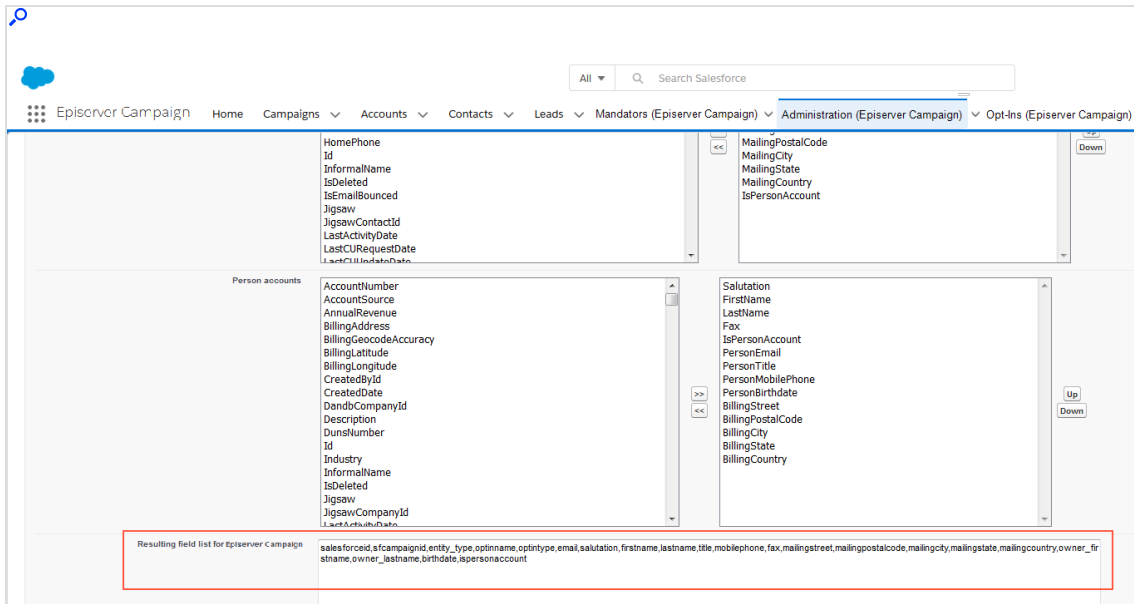 All
Search Salesforce
Episerver Campaign
Home
Campaigns
Accounts
Contacts
Leads
Mandators (Episerver Campaign)
Administration (Episerver Campaign)
Opt-Ins (Episerver Campaign)
HomePhone
Id
InformalName
IsDeleted
IsEmailBounced
Jigsaw
JigsawContactId
LastActivityDate
LastCURequestDate
LastCUUpdateDate
<<
MailingPostalCode
MailingCity
MailingState
MailingCountry
IsPersonAccount
Up
Down
Person accounts
AccountNumber
AccountSource
AnnualRevenue
BillingAddress
BillingGeocodeAccuracy
BillingLatitude
BillingLongitude
CreatedById
CreatedDate
DandbCompanyId
Description
DunsNumber
Id
Industry
InformalName
IsDeleted
Jigsaw
JigsawCompanyId
LastActivityDate
>>
<<
Salutation
FirstName
LastName
Fax
IsPersonAccount
PersonEmail
PersonTitle
PersonMobilePhone
PersonBirthdate
BillingStreet
BillingPostalCode
BillingCity
BillingState
BillingCountry
Up
Down
Resulting field list for Episerver Campaign
salesforceid,sfcampaignid,entity_type,optinname,optintype,email,salutation,firstname,lastname,title,mobilephone,fax,mailingstreet,mailingpostalcode,mailingcity,mailingstate,mailingcountry,owner_fir
stname,owner_lastname,birthdate,ispersonaccount